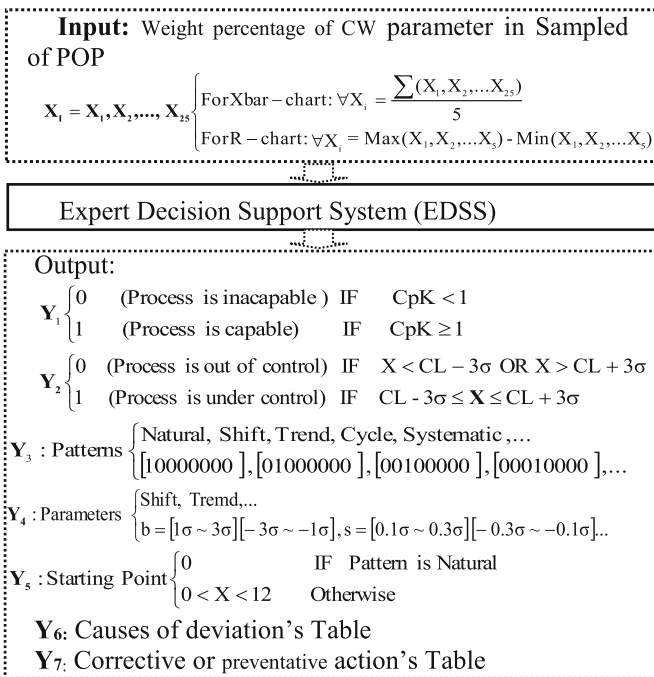 Input: Weight percentage of CW parameter in Sampled
of POP
X₁ = X₁,X₂,..., X₂₅ { ForXbar – chart: ∀Xᵢ = ∑(X₁,X₂,...X₂₅) / 5
ForR – chart: ∀Xᵢ = Max(X₁,X₂,...X₅) - Min(X₁,X₂,...X₅)
Expert Decision Support System (EDSS)
Output:
Y₁ { 0 (Process is inacapable ) IF CpK < 1
1 (Process is capable) IF CpK ≥ 1
Y₂ { 0 (Process is out of control) IF X < CL – 3σ OR X > CL + 3σ
1 (Process is under control) IF CL - 3σ ≤ X ≤ CL + 3σ
Y₃ : Patterns { Natural, Shift, Trend, Cycle, Systematic ,...
[10000000 ],[01000000 ],[00100000 ],[00010000 ],...
Y₄ : Parameters { Shift, Tremd,...
b = [1σ ~ 3σ][– 3σ ~ –1σ], s = [0.1σ ~ 0.3σ][– 0.3σ ~ –0.1σ]...
Y₅ : Starting Point { 0 IF Pattern is Natural
0 < X < 12 Otherwise
Y₆: Causes of deviation's Table
Y₇: Corrective or preventative action's Table